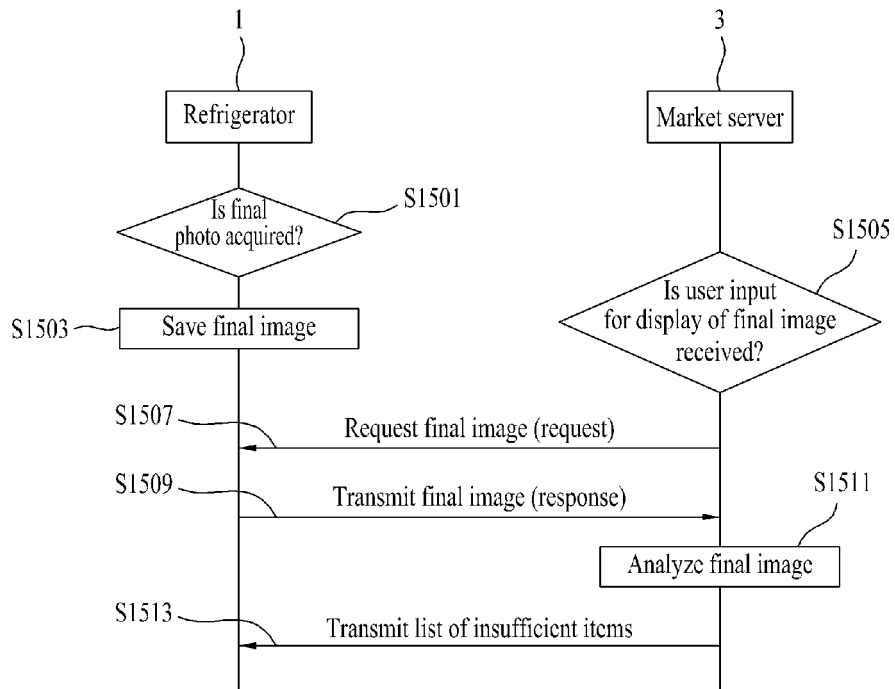 1
3
Refrigerator
Market server
Is final
photo acquired?
S1501
S1505
Is user input
for display of final image
received?
S1503
Save final image
S1507
Request final image (request)
S1509
Transmit final image (response)
S1511
Analyze final image
S1513
Transmit list of insufficient items